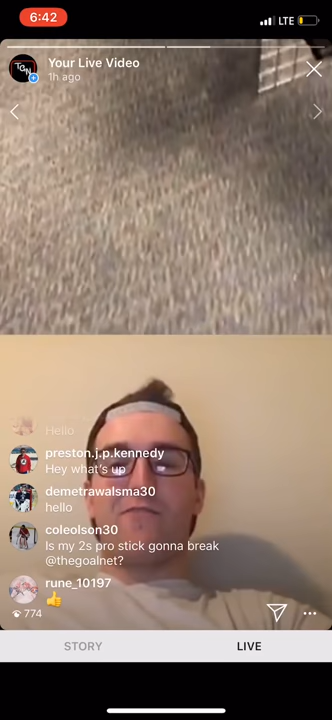 6:42
LTE
TGN
Your Live Video
1h ago
Hello
preston.j.p.kennedy
Hey what's up
demetrawalsma30
hello
coleolson30
Is my 2s pro stick gonna break
@thegoalnet?
rune_10197
👍
774
STORY
LIVE